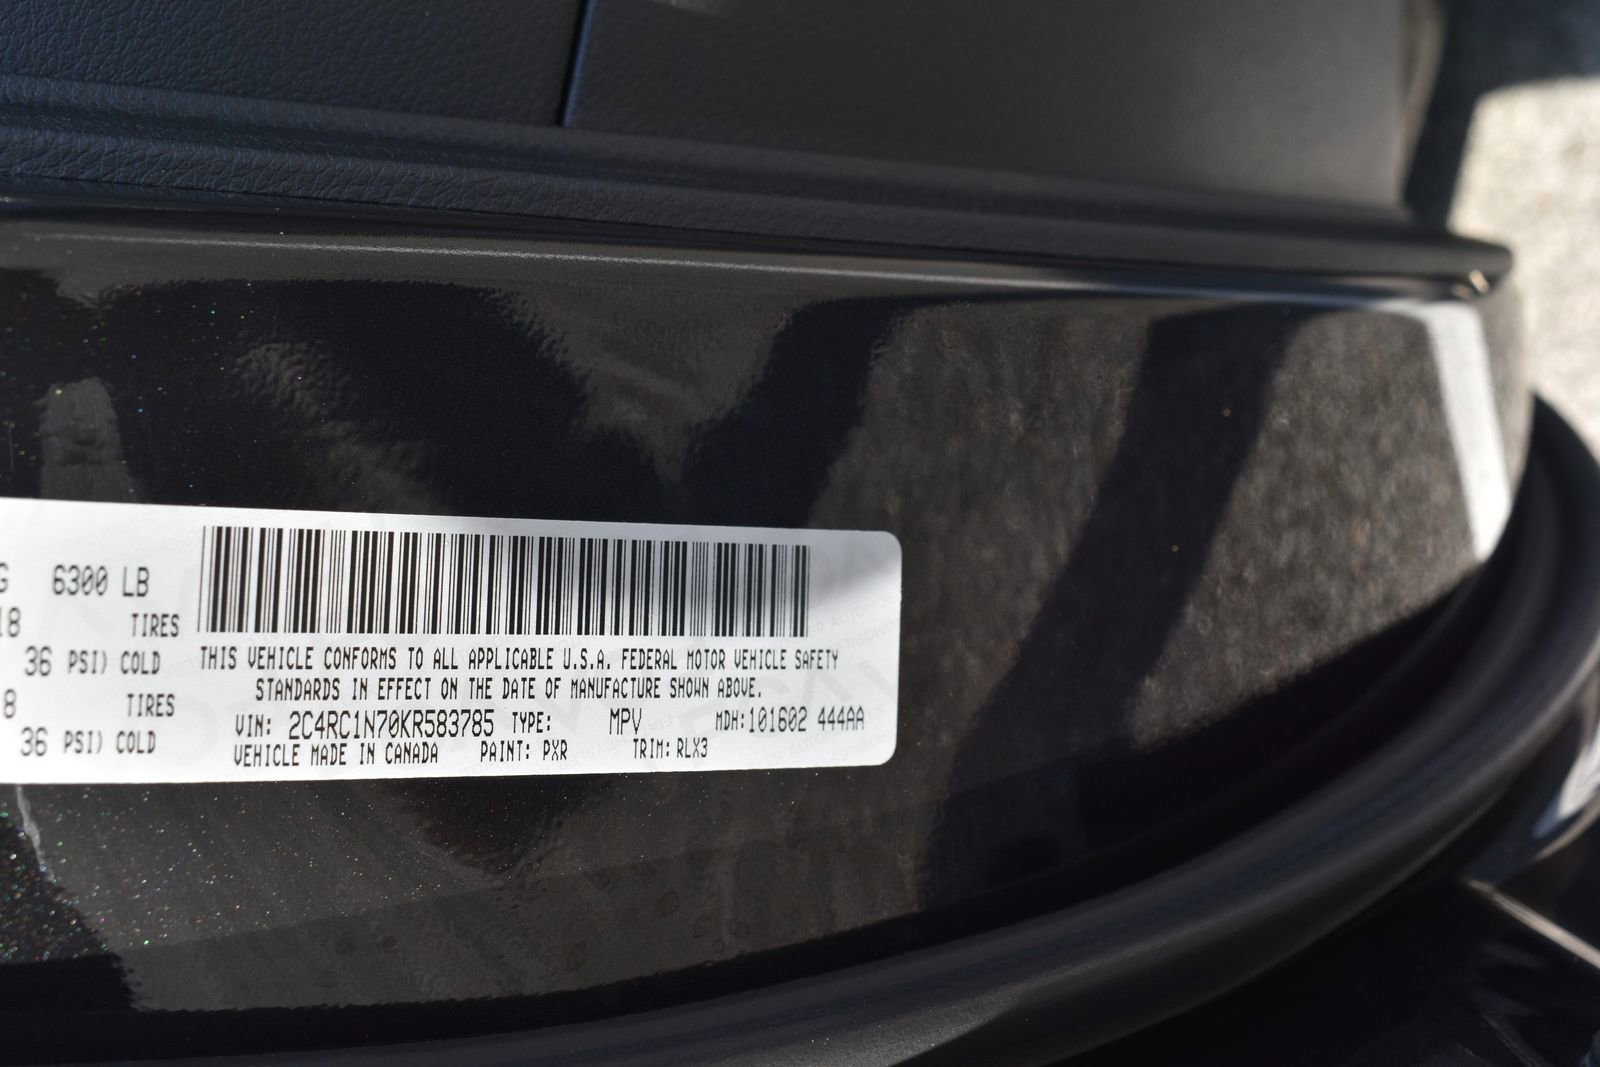 G 6300 LB
18 TIRES
36 PSI) COLD
8 TIRES
36 PSI) COLD
THIS VEHICLE CONFORMS TO ALL APPLICABLE U.S.A. FEDERAL MOTOR VEHICLE SAFETY
STANDARDS IN EFFECT ON THE DATE OF MANUFACTURE SHOWN ABOVE.
VIN: 2C4RC1N70KR583785 TYPE: MPV MDH:101602 444AA
VEHICLE MADE IN CANADA PAINT: PXR TRIM: RLX3